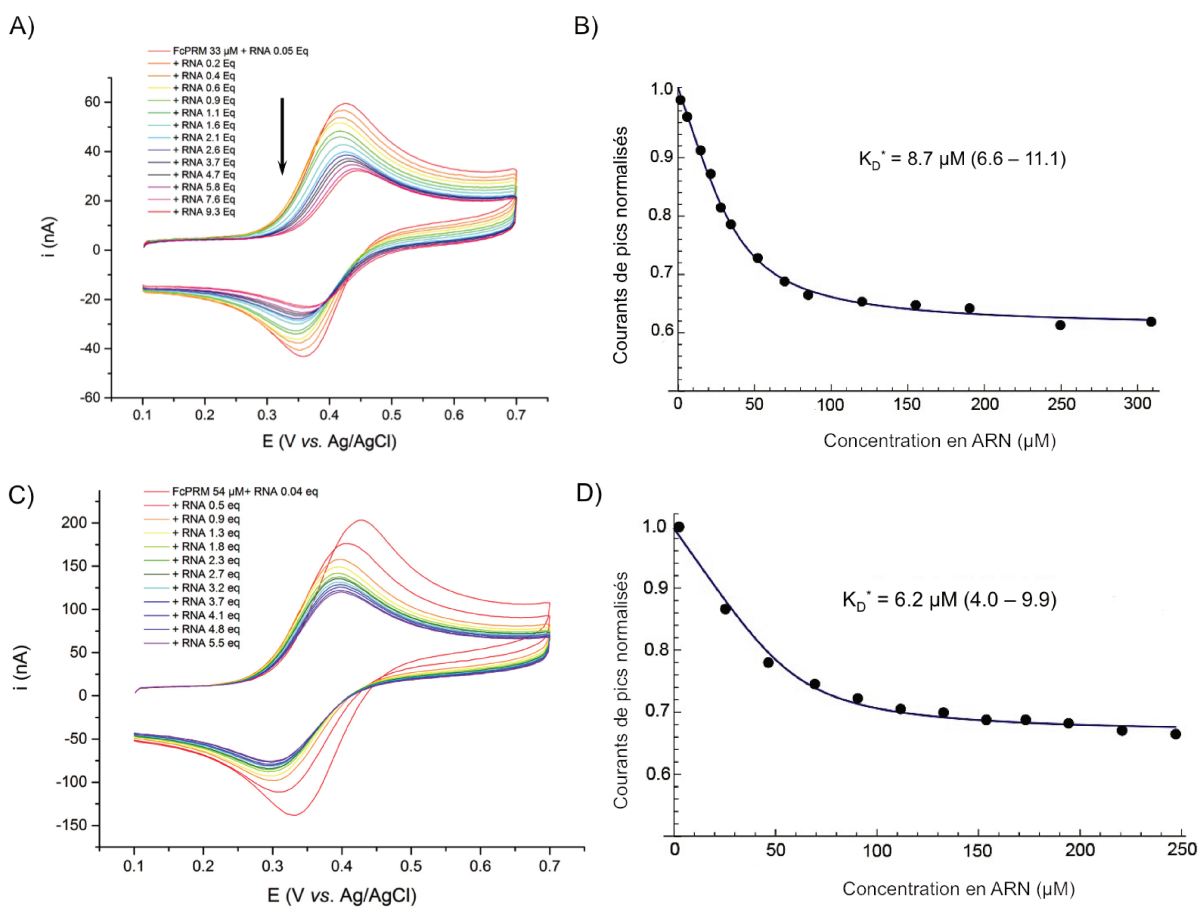 A)
FcPRM 33 µM + RNA 0.05 Eq
+ RNA 0.2 Eq
+ RNA 0.4 Eq
+ RNA 0.6 Eq
+ RNA 0.9 Eq
+ RNA 1.1 Eq
+ RNA 1.6 Eq
+ RNA 2.1 Eq
+ RNA 2.6 Eq
+ RNA 3.7 Eq
+ RNA 4.7 Eq
+ RNA 5.8 Eq
+ RNA 7.6 Eq
+ RNA 9.3 Eq
60
40
20
0
-20
-40
-60
i (nA)
0.1 0.2 0.3 0.4 0.5 0.6 0.7
E (V vs. Ag/AgCl)
B)
1.0
0.9
0.8
0.7
0.6
Courants de pics normalisés
K_D* = 8.7 µM (6.6 – 11.1)
0 50 100 150 200 250 300
Concentration en ARN (µM)
C)
FcPRM 54 µM+ RNA 0.04 eq
+ RNA 0.5 eq
+ RNA 0.9 eq
+ RNA 1.3 eq
+ RNA 1.8 eq
+ RNA 2.3 eq
+ RNA 2.7 eq
+ RNA 3.2 eq
+ RNA 3.7 eq
+ RNA 4.1 eq
+ RNA 4.8 eq
+ RNA 5.5 eq
200
150
100
50
0
-50
-100
-150
i (nA)
0.1 0.2 0.3 0.4 0.5 0.6 0.7
E (V vs. Ag/AgCl)
D)
1.0
0.9
0.8
0.7
0.6
Courants de pics normalisés
K_D* = 6.2 µM (4.0 – 9.9)
0 50 100 150 200 250
Concentration en ARN (µM)